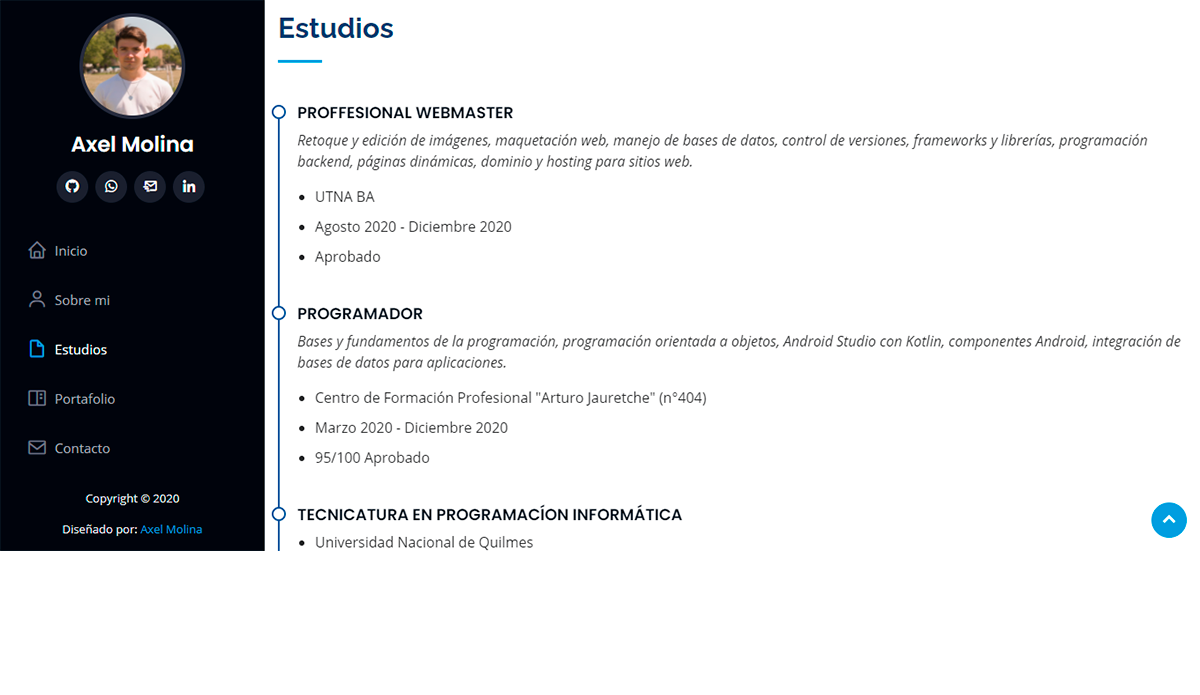 Axel Molina
Inicio
Sobre mi
Estudios
Portafolio
Contacto
Copyright © 2020
Diseñado por: Axel Molina
Estudios
PROFFESIONAL WEBMASTER
Retoque y edición de imágenes, maquetación web, manejo de bases de datos, control de versiones, frameworks y librerías, programación
backend, páginas dinámicas, dominio y hosting para sitios web.
UTNA BA
Agosto 2020 - Diciembre 2020
Aprobado
PROGRAMADOR
Bases y fundamentos de la programación, programación orientada a objetos, Android Studio con Kotlin, componentes Android, integración de
bases de datos para aplicaciones.
Centro de Formación Profesional "Arturo Jauretche" (n°404)
Marzo 2020 - Diciembre 2020
95/100 Aprobado
TECNICATURA EN PROGRAMACÍON INFORMÁTICA
Universidad Nacional de Quilmes